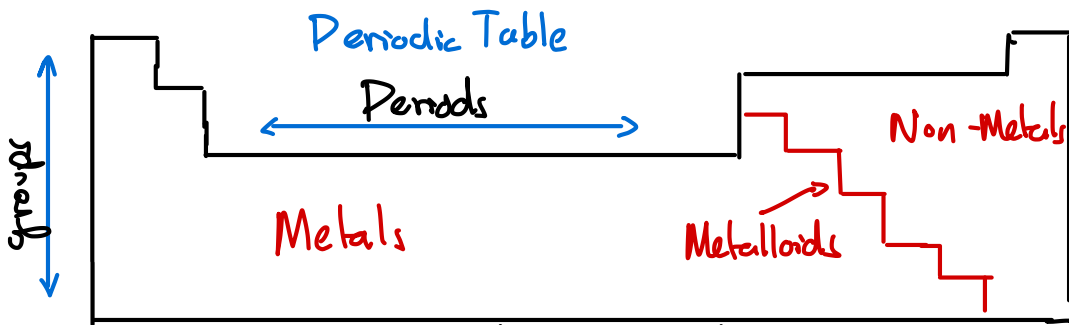 Periodic Table
Periods
groups
Non-Metals
Metals
Metalloids